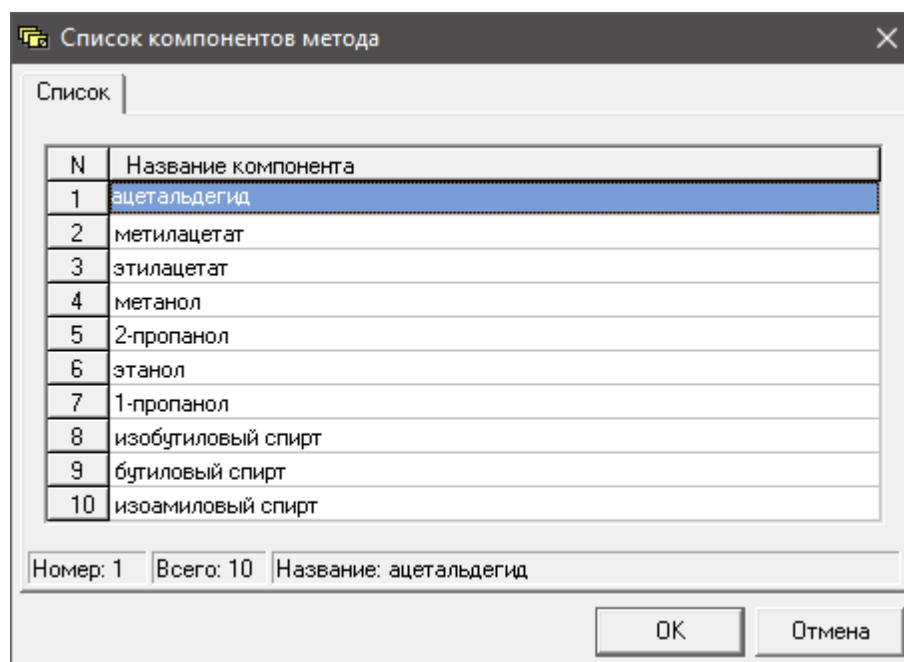 Список компонентов метода
Список
N Название компонента
1 ацетальдегид
2 метилацетат
3 этилацетат
4 метанол
5 2-пропанол
6 этанол
7 1-пропанол
8 изобутиловый спирт
9 бутиловый спирт
10 изоамиловый спирт
Номер: 1 Всего: 10 Название: ацетальдегид
OK Отмена